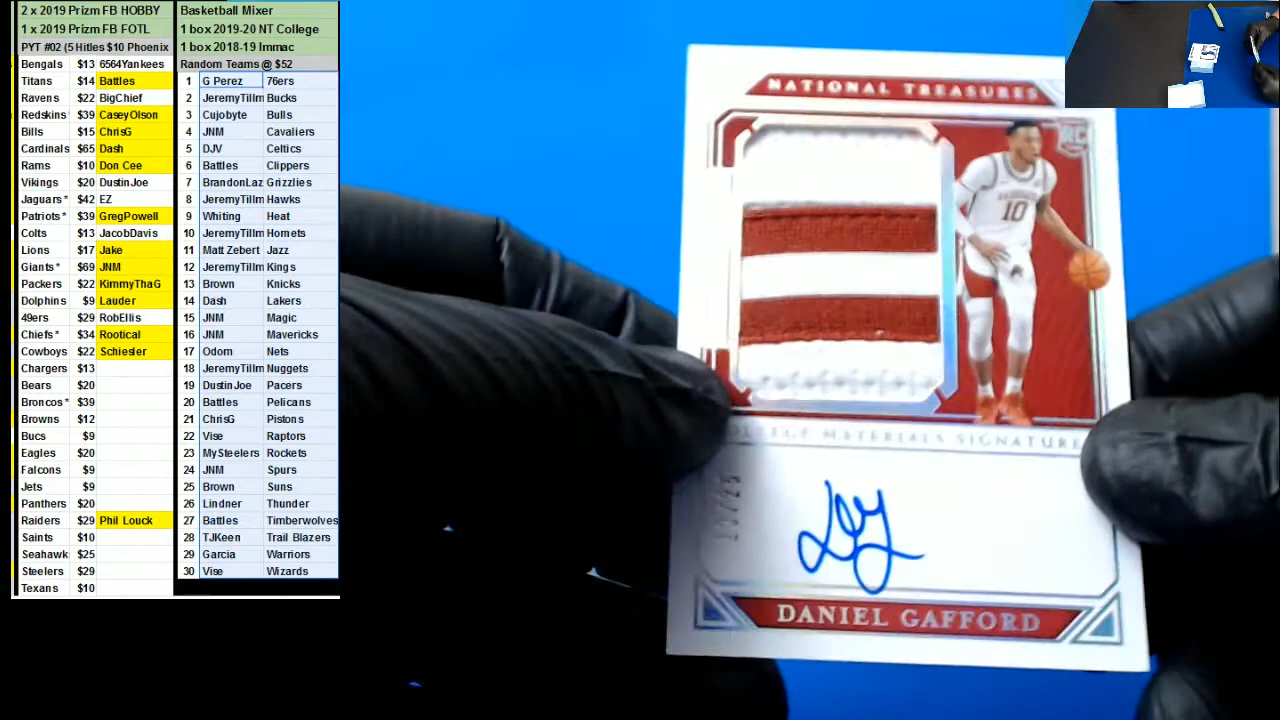 2 x 2019 Prizm FB HOBBY
1 x 2019 Prizm FB FOTL
PYT #02 (5 Hitles $10 Phoenix
Bengals $13 6564Yankees
Titans $14 Battles
Ravens $22 BigChief
Redskins $39 CaseyOlson
Bills $15 ChrisG
Cardinals $65 Dash
Rams $10 Don Cee
Vikings $20 DustinJoe
Jaguars * $42 EZ
Patriots * $39 GregPowell
Colts $13 JacobDavis
Lions $17 Jake
Giants * $69 JNM
Packers $22 KimmyThaG
Dolphins $9 Lauder
49ers $29 RobEllis
Chiefs * $34 Rootical
Cowboys $22 Schiesler
Chargers $13
Bears $20
Broncos * $39
Browns $12
Bucs $9
Eagles $20
Falcons $9
Jets $9
Panthers $20
Raiders $29 Phil Louck
Saints $10
Seahawk $25
Steelers $29
Texans $10
Basketball Mixer
1 box 2019-20 NT College
1 box 2018-19 Immac
Random Teams @ $52
1 G Perez 76ers
2 JeremyTillm Bucks
3 Cujobyte Bulls
4 JNM Cavaliers
5 DJV Celtics
6 Battles Clippers
7 BrandonLaz Grizzlies
8 JeremyTillm Hawks
9 Whiting Heat
10 JeremyTillm Hornets
11 Matt Zebert Jazz
12 JeremyTillm Kings
13 Brown Knicks
14 Dash Lakers
15 JNM Magic
16 JNM Mavericks
17 Odom Nets
18 JeremyTillm Nuggets
19 DustinJoe Pacers
20 Battles Pelicans
21 ChrisG Pistons
22 Vise Raptors
23 MySteelers Rockets
24 JNM Spurs
25 Brown Suns
26 Lindner Thunder
27 Battles Timberwolves
28 TJKeen Trail Blazers
29 Garcia Warriors
30 Vise Wizards
NATIONAL TREASURES
RC
10
COLLEGE MATERIALS SIGNATURE
DANIEL GAFFORD